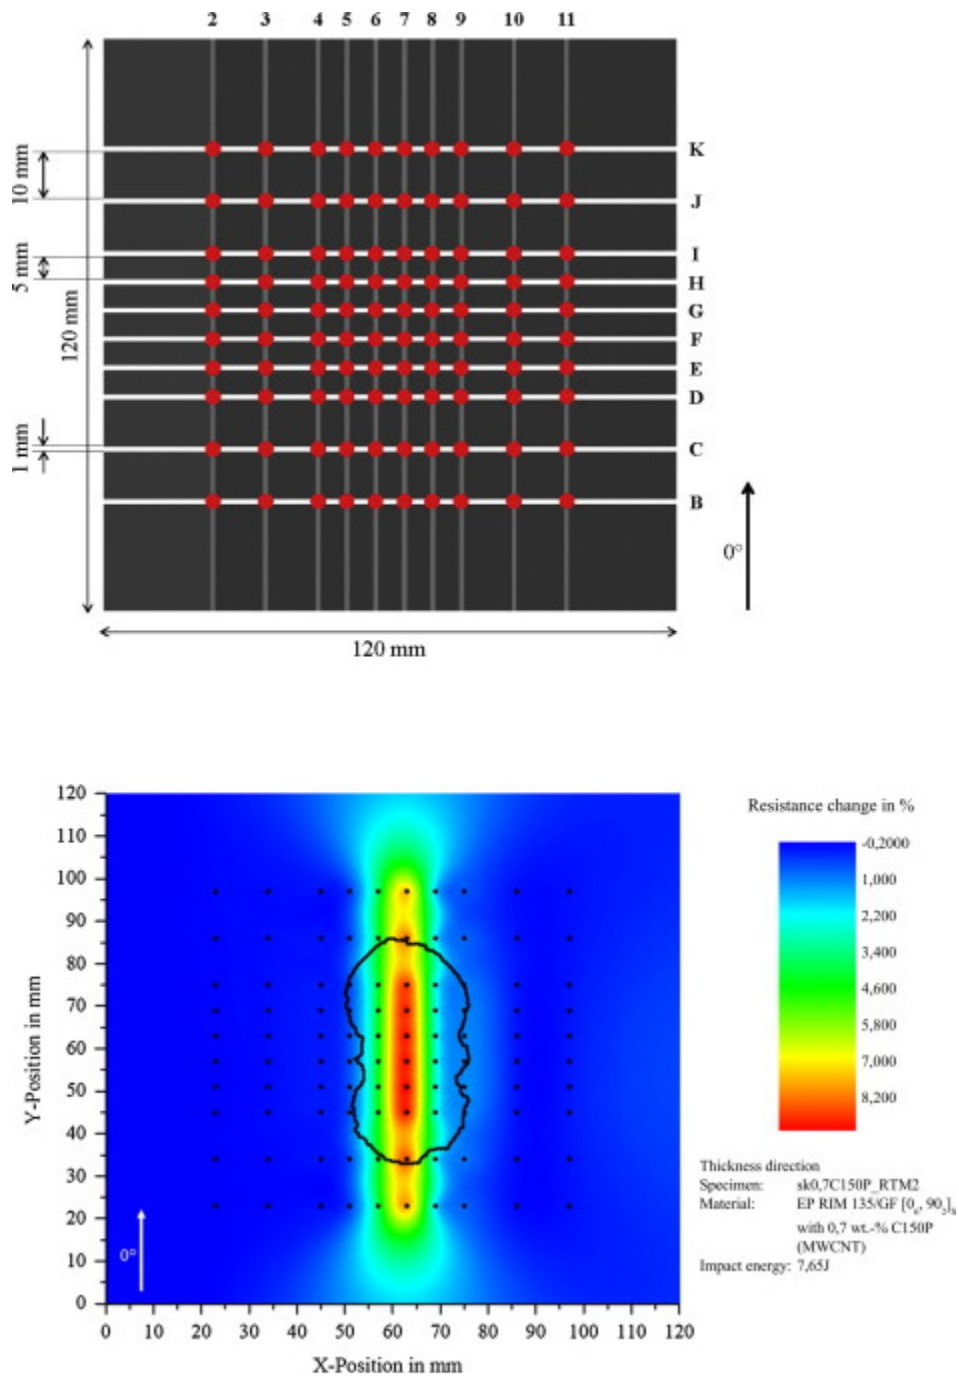 2 3 4 5 6 7 8 9 10 11
K
10 mm
J
I
5 mm
H
G
120 mm
F
E
D
1 mm
C
B
0°
120 mm
120
110
100
90
80
70
60
50
40
30
20
10
0
Y-Position in mm
0°
0 10 20 30 40 50 60 70 80 90 100 110 120
X-Position in mm
Resistance change in %
-0,2000
1,000
2,200
3,400
4,600
5,800
7,000
8,200
Thickness direction
Specimen: sk0,7C150P_RTM2
Material: EP RIM 135/GF
with 0,7 wt.-% C150P
(MWCNT)
Impact energy: 7,65J